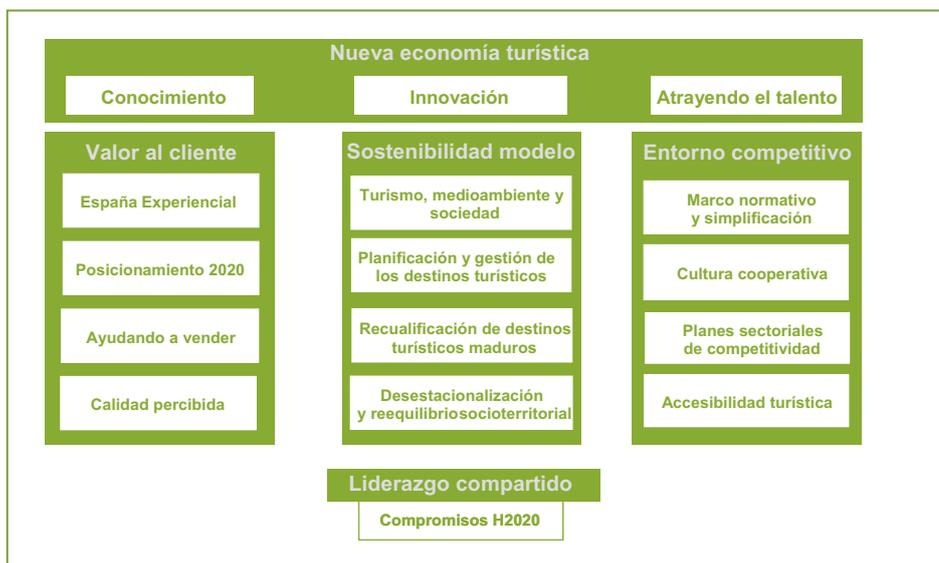 Nueva economía turística
Conocimiento
Innovación
Atrayendo el talento
Valor al cliente
España Experiencial
Posicionamiento 2020
Ayudando a vender
Calidad percibida
Sostenibilidad modelo
Turismo, medioambiente y
sociedad
Planificación y gestión de
los destinos turísticos
Recualificación de destinos
turísticos maduros
Desestacionalización
y reequilibriosocioterritorial
Entorno competitivo
Marco normativo
y simplificación
Cultura cooperativa
Planes sectoriales
de competitividad
Accesibilidad turística
Liderazgo compartido
Compromisos H2020